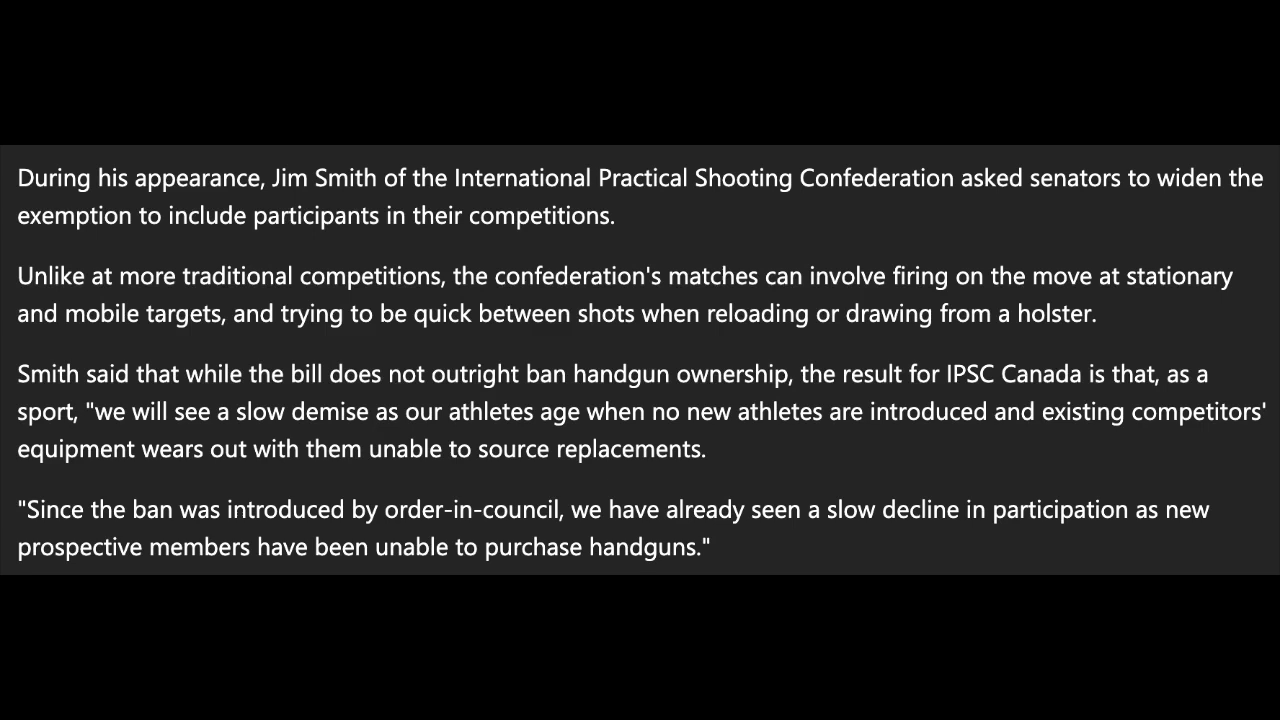 During his appearance, Jim Smith of the International Practical Shooting Confederation asked senators to widen the
exemption to include participants in their competitions.
Unlike at more traditional competitions, the confederation's matches can involve firing on the move at stationary
and mobile targets, and trying to be quick between shots when reloading or drawing from a holster.
Smith said that while the bill does not outright ban handgun ownership, the result for IPSC Canada is that, as a
sport, "we will see a slow demise as our athletes age when no new athletes are introduced and existing competitors'
equipment wears out with them unable to source replacements.
"Since the ban was introduced by order-in-council, we have already seen a slow decline in participation as new
prospective members have been unable to purchase handguns."